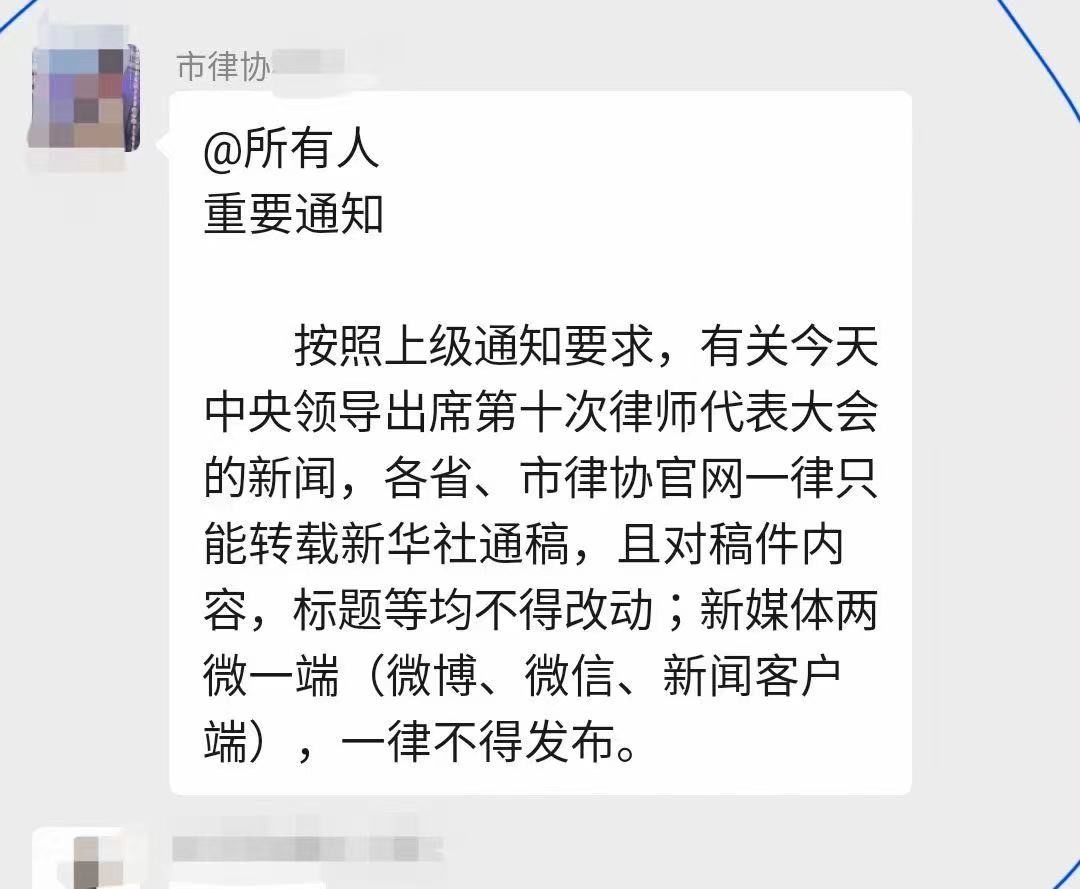 市律协
@所有人
重要通知
按照上级通知要求，有关今天
中央领导出席第十次律师代表大会
的新闻，各省、市律协官网一律只
能转载新华社通稿，且对稿件内
容，标题等均不得改动；新媒体两
微一端（微博、微信、新闻客户
端），一律不得发布。